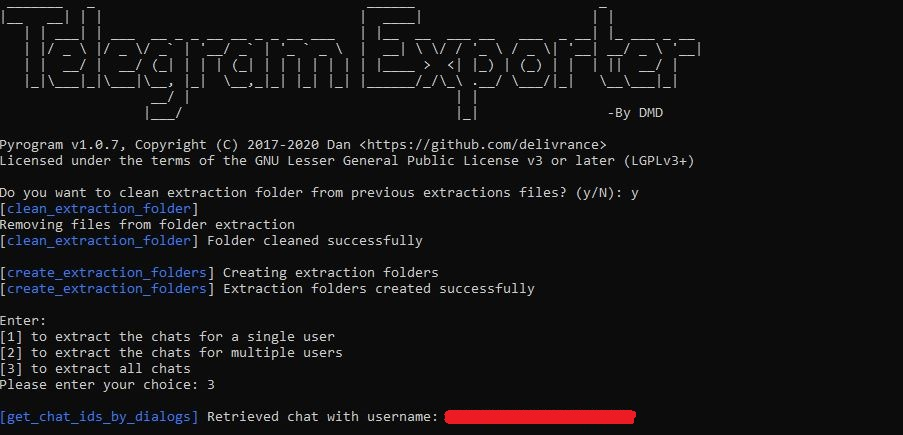 Telegram Exporter
-By DMD
Pyrogram v1.0.7, Copyright (C) 2017-2020 Dan <https://github.com/delivrance>
Licensed under the terms of the GNU Lesser General Public License v3 or later (LGPLv3+)
Do you want to clean extraction folder from previous extractions files? (y/N): y
[clean_extraction_folder]
Removing files from folder extraction
[clean_extraction_folder] Folder cleaned successfully
[create_extraction_folders] Creating extraction folders
[create_extraction_folders] Extraction folders created successfully
Enter:
[1] to extract the chats for a single user
[2] to extract the chats for multiple users
[3] to extract all chats
Please enter your choice: 3
[get_chat_ids_by_dialogs] Retrieved chat with username: